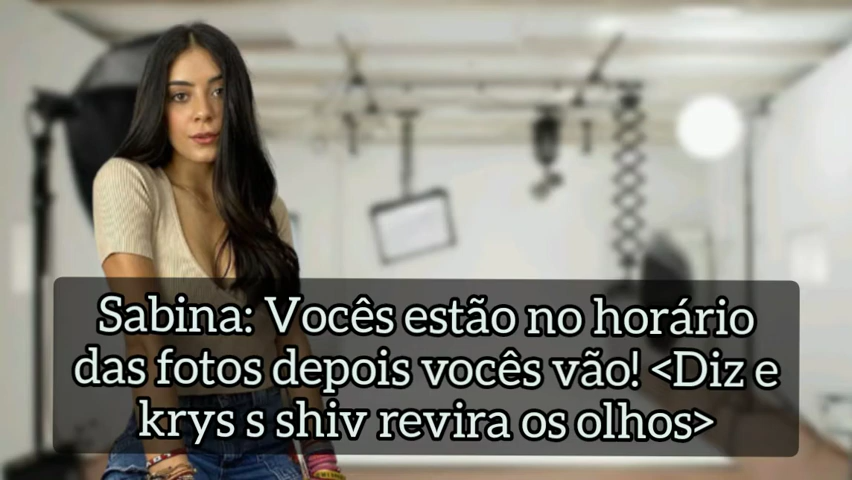 Sabina: Vocês estão no horário
das fotos depois vocês vão! <Diz e
krys s shiv revira os olhos>